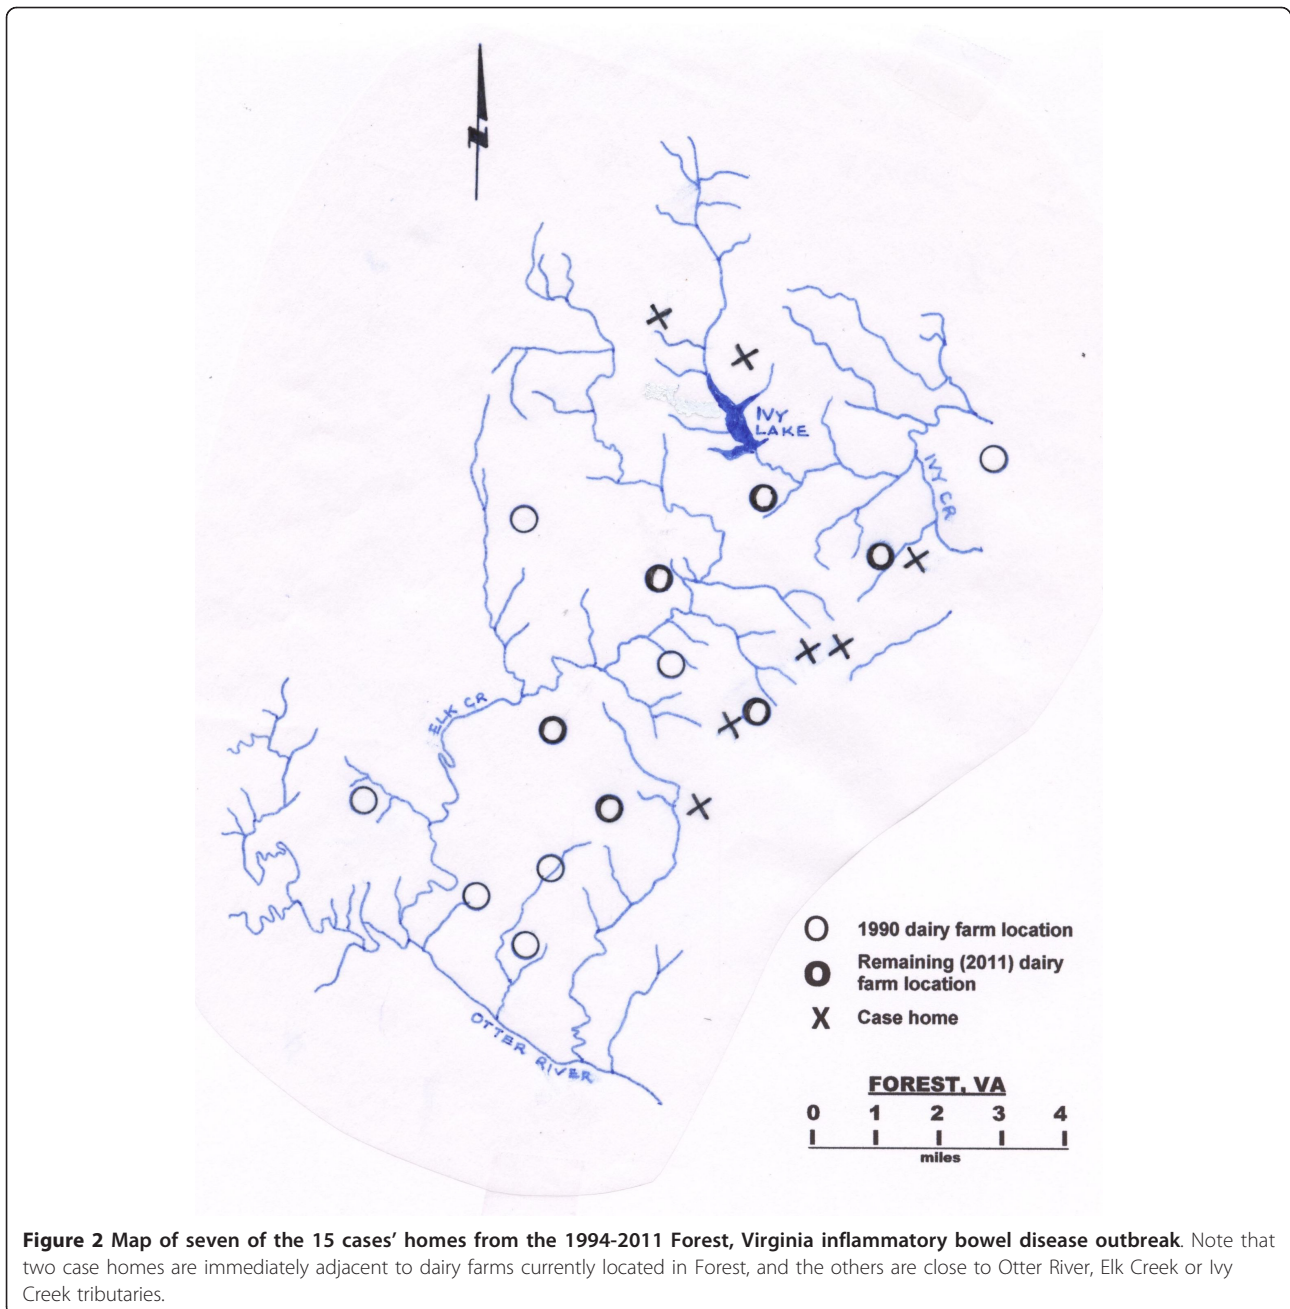 IVY
LAKE
IVY CR
ELK CR
OTTER RIVER
O 1990 dairy farm location
O Remaining (2011) dairy
farm location
X Case home
FOREST, VA
0 1 2 3 4
miles
Figure 2 Map of seven of the 15 cases' homes from the 1994-2011 Forest, Virginia inflammatory bowel disease outbreak. Note that
two case homes are immediately adjacent to dairy farms currently located in Forest, and the others are close to Otter River, Elk Creek or Ivy
Creek tributaries.